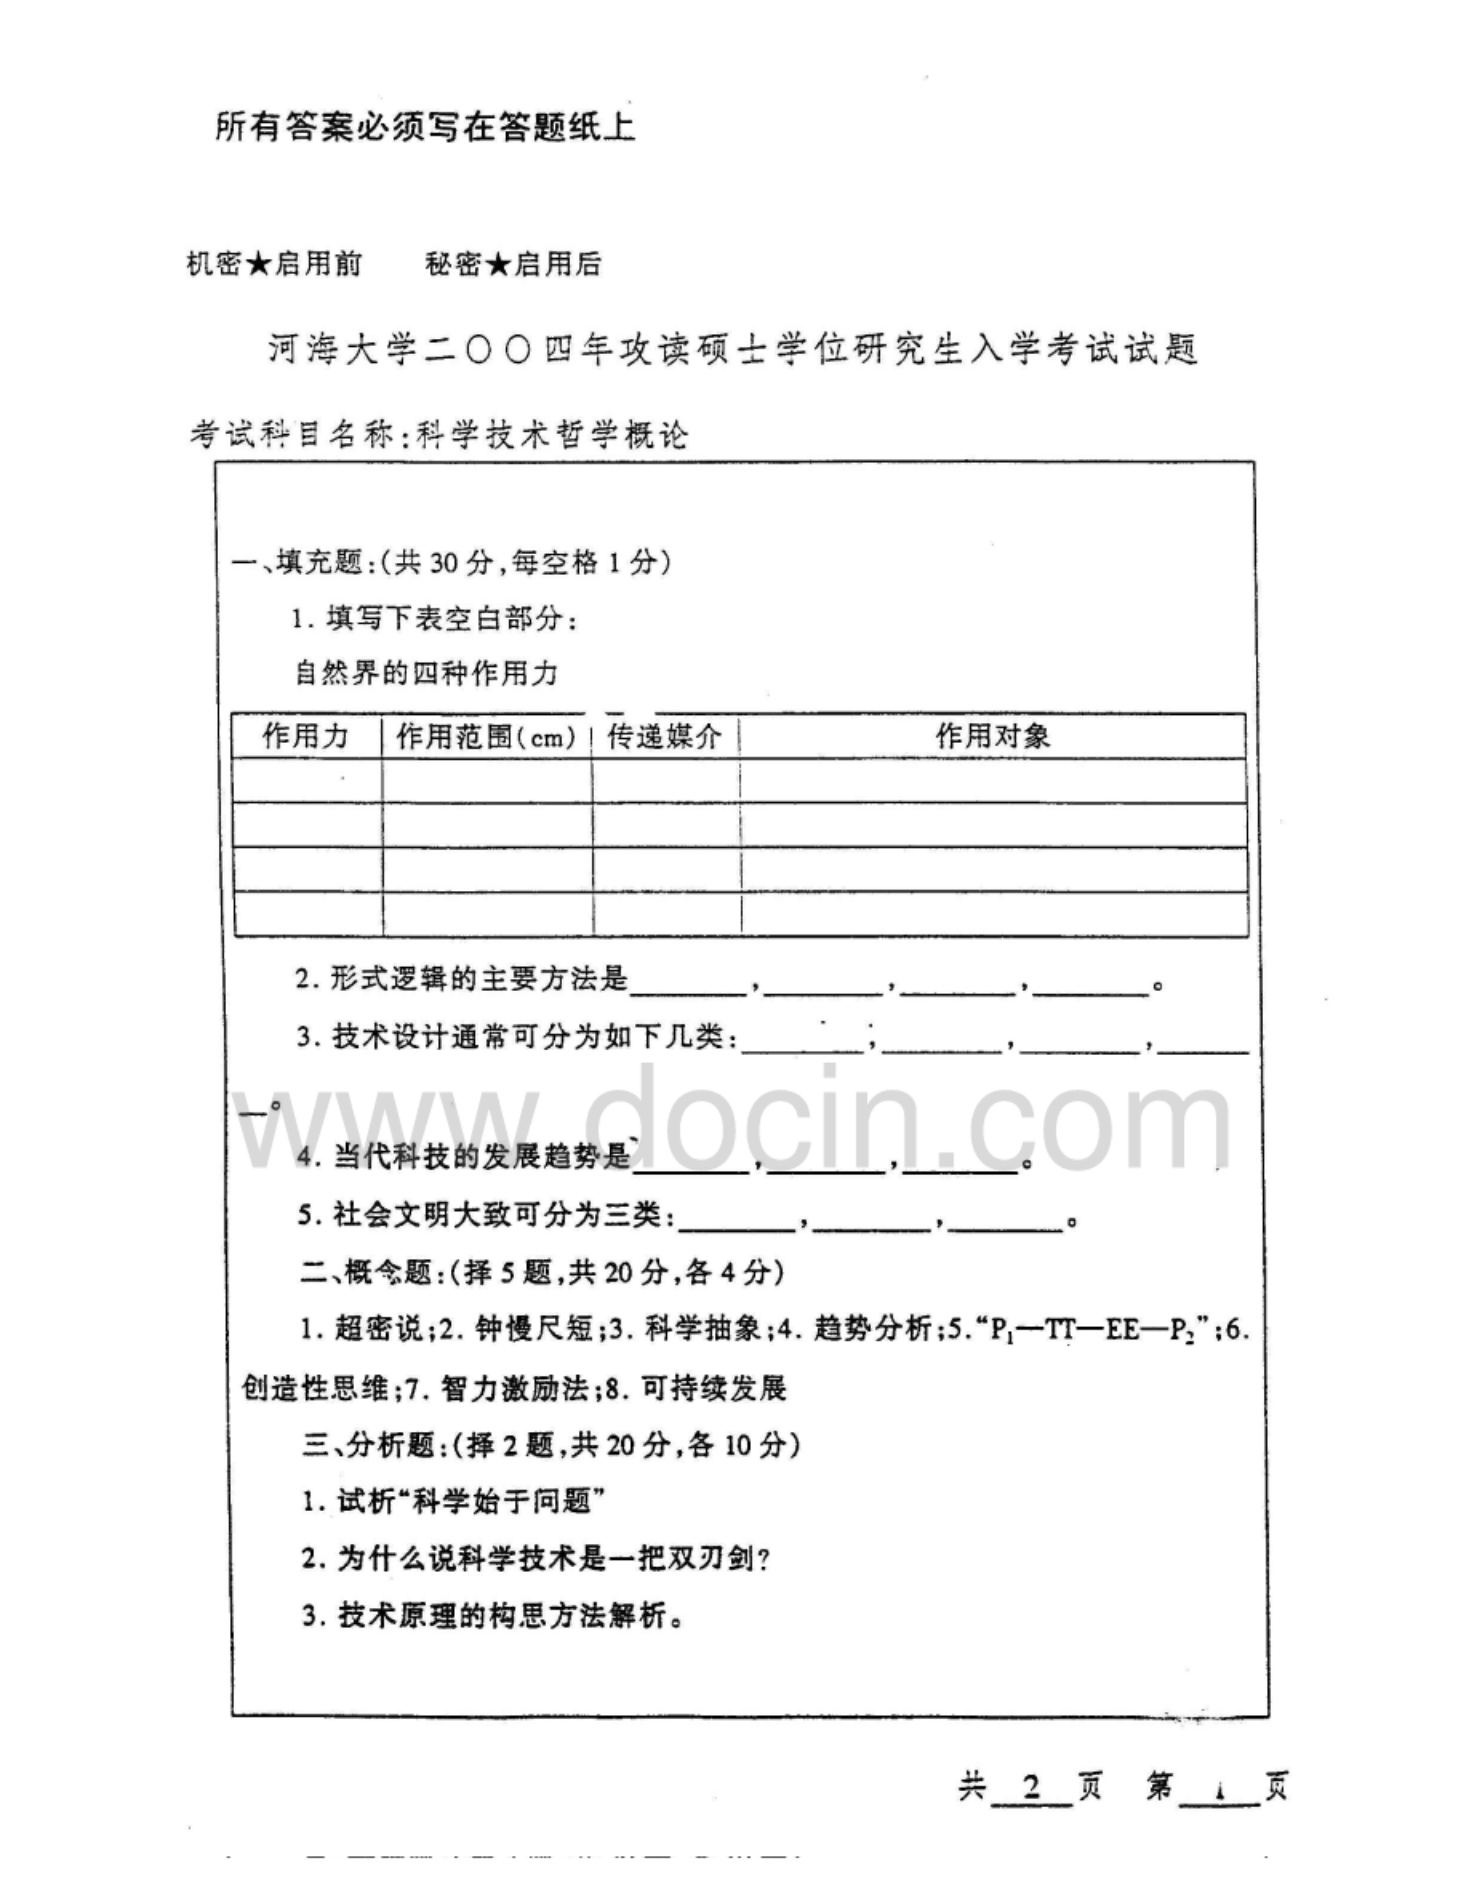 所有答案必须写在答题纸上
机密★启用前 秘密★启用后
河海大学二〇〇四年攻读硕士学位研究生入学考试试题
考试科目名称:科学技术哲学概论
一、填充题:(共 30 分,每空格 1 分)
1. 填写下表空白部分:
自然界的四种作用力
作用力 作用范围(cm) 传递媒介 作用对象
2. 形式逻辑的主要方法是________,________,________,________。
3. 技术设计通常可分为如下几类:________;________,________,______
__。
www.docin.com
4. 当代科技的发展趋势是________,________,________。
5. 社会文明大致可分为三类:________,________,________。
二、概念题:(择 5 题,共 20 分,各 4 分)
1. 超密说;2. 钟慢尺短;3. 科学抽象;4. 趋势分析;5.“P₁—TT—EE—P₂”;6.
创造性思维;7. 智力激励法;8. 可持续发展
三、分析题:(择 2 题,共 20 分,各 10 分)
1. 试析“科学始于问题”
2. 为什么说科学技术是一把双刃剑?
3. 技术原理的构思方法解析。
共 2 页 第 1 页